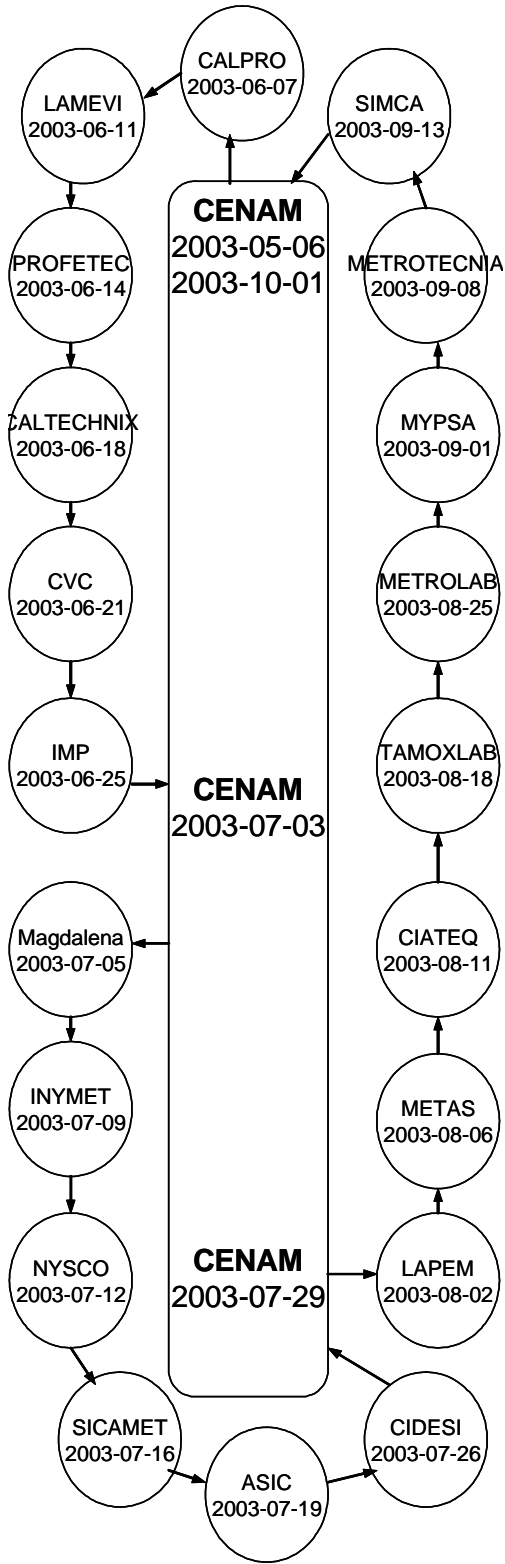 CALPRO
2003-06-07
LAMEVI
2003-06-11
SIMCA
2003-09-13
CENAM
2003-05-06
2003-10-01
PROFETEC
2003-06-14
METROTECNIA
2003-09-08
CALTECHNIX
2003-06-18
MYPSA
2003-09-01
CVC
2003-06-21
METROLAB
2003-08-25
IMP
2003-06-25
CENAM
2003-07-03
TAMOXLAB
2003-08-18
Magdalena
2003-07-05
CIATEQ
2003-08-11
INYMET
2003-07-09
METAS
2003-08-06
NYSCO
2003-07-12
CENAM
2003-07-29
LAPEM
2003-08-02
SICAMET
2003-07-16
ASIC
2003-07-19
CIDESI
2003-07-26